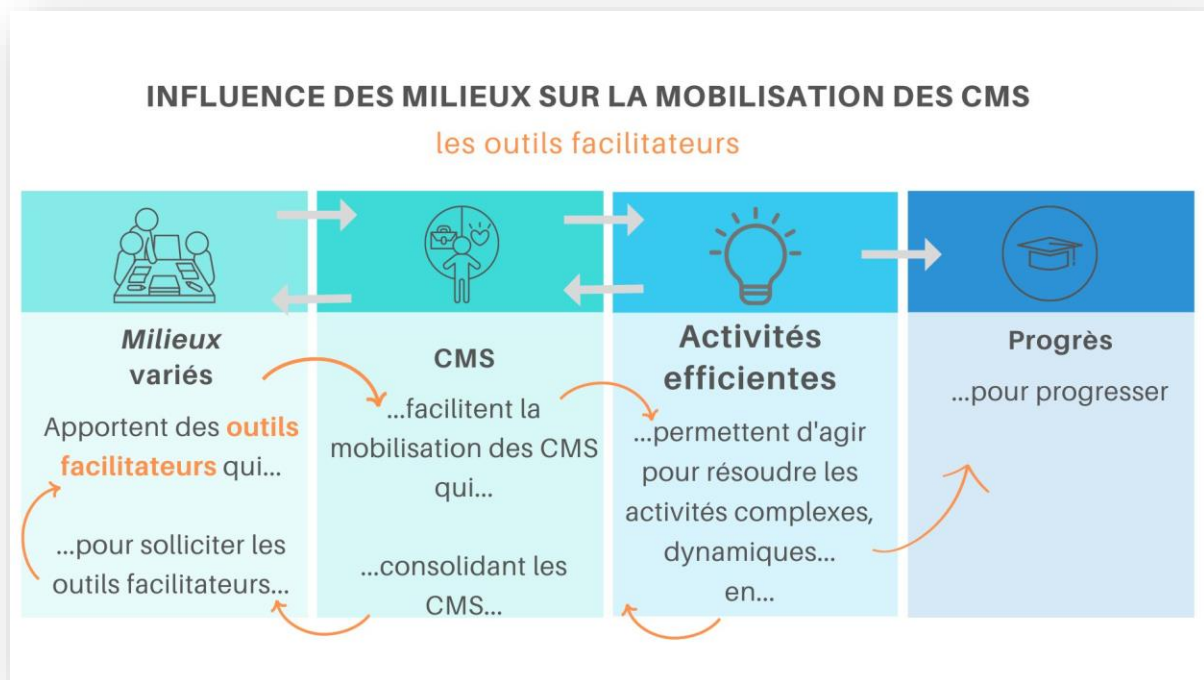 INFLUENCE DES MILIEUX SUR LA MOBILISATION DES CMS
les outils facilitateurs
Milieux
variés
Apportent des outils
facilitateurs qui...
...pour solliciter les
outils facilitateurs...
CMS
...facilitent la
mobilisation des CMS
qui...
...consolidant les
CMS...
Activités
efficientes
...permettent d'agir
pour résoudre les
activités complexes,
dynamiques...
en...
Progrès
...pour progresser